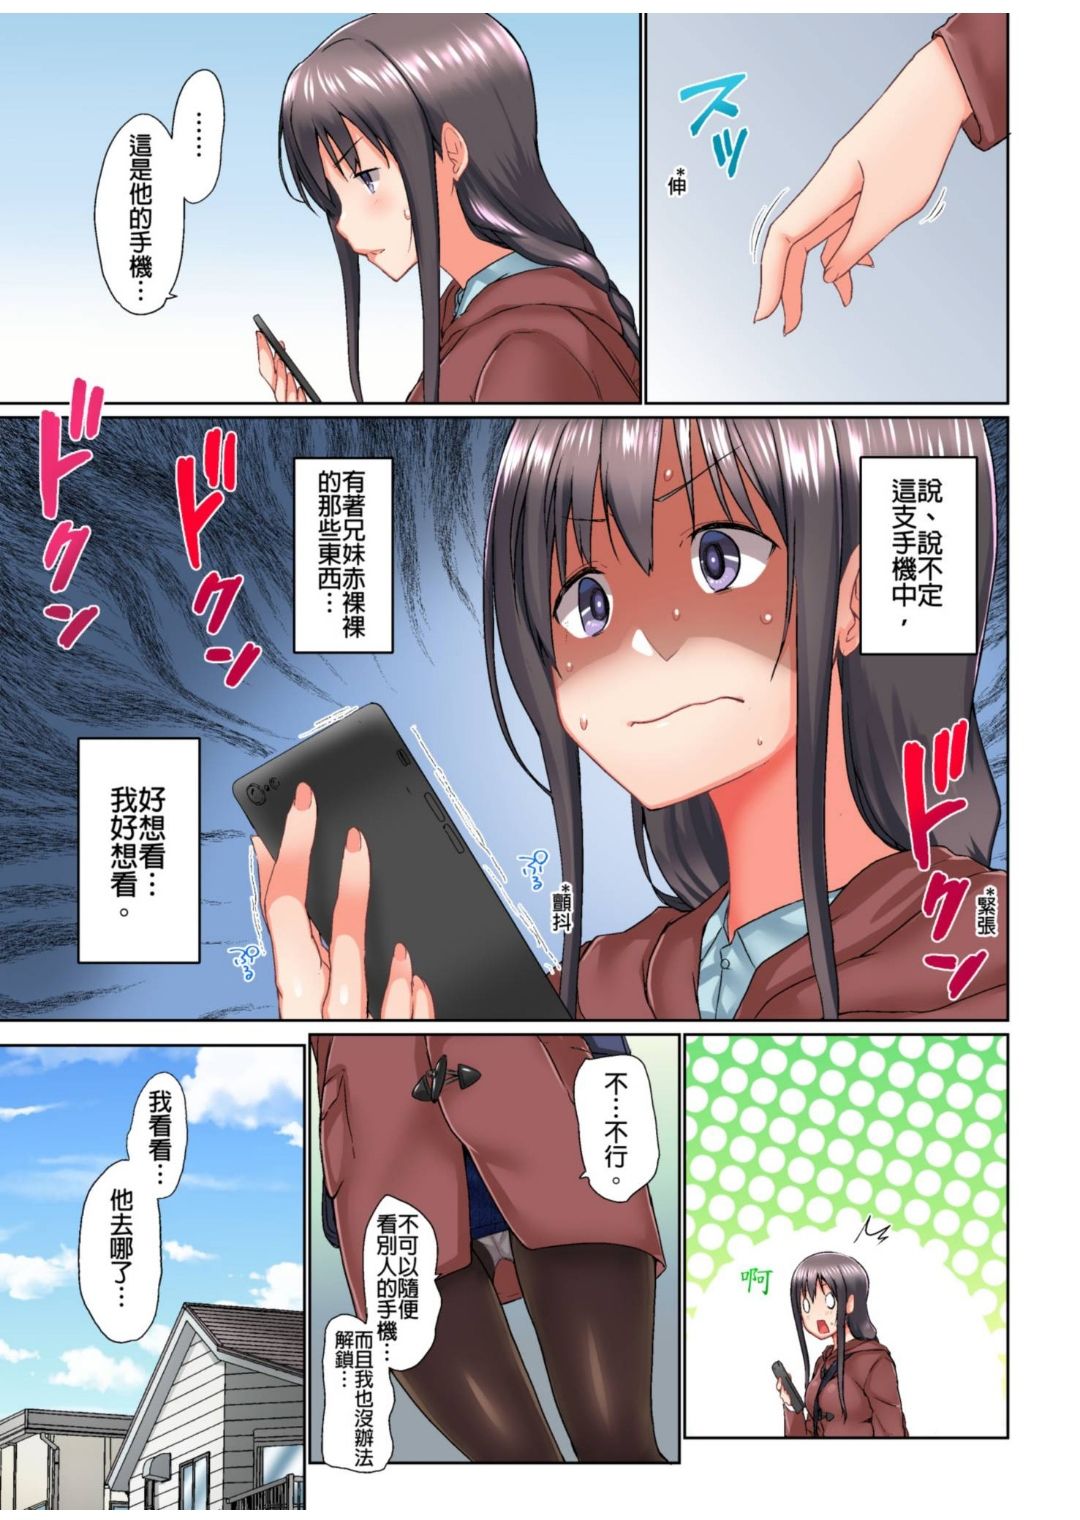 スッ
*伸
……
這是他的手機…
說、說不定
這支手機中,
有著兄妹赤裸裸
的那些東西…
ドクン
ドクン
ドクン
*緊張
ぷる
*顫抖
ぷる
好想看…
我好想看。
啊
不…不行。
不可以隨便
看別人的手機…
而且我也沒辦法
解鎖…
我看看…
他去哪了…